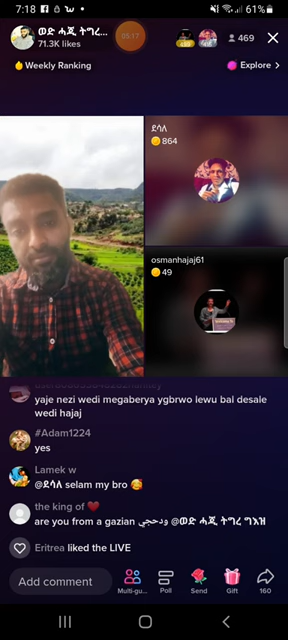 7:18
61%
ወድ ሓጂ ትግረ...
71.3K likes
05:17
469
Weekly Ranking
Explore >
ደሳለ
864
osmanhajaj61
49
yaje nezi wedi megaberya ygbrwo lewu bal desale
wedi hajaj
#Adam1224
yes
Lamek w
@ደሳለ selam my bro 🥰
the king of ❤️
are you from a gazian ودحجي @ወድ ሓጂ ትግረ ግእዝ
Eritrea liked the LIVE
Add comment
Multi-gu...
Poll
Send
Gift
160